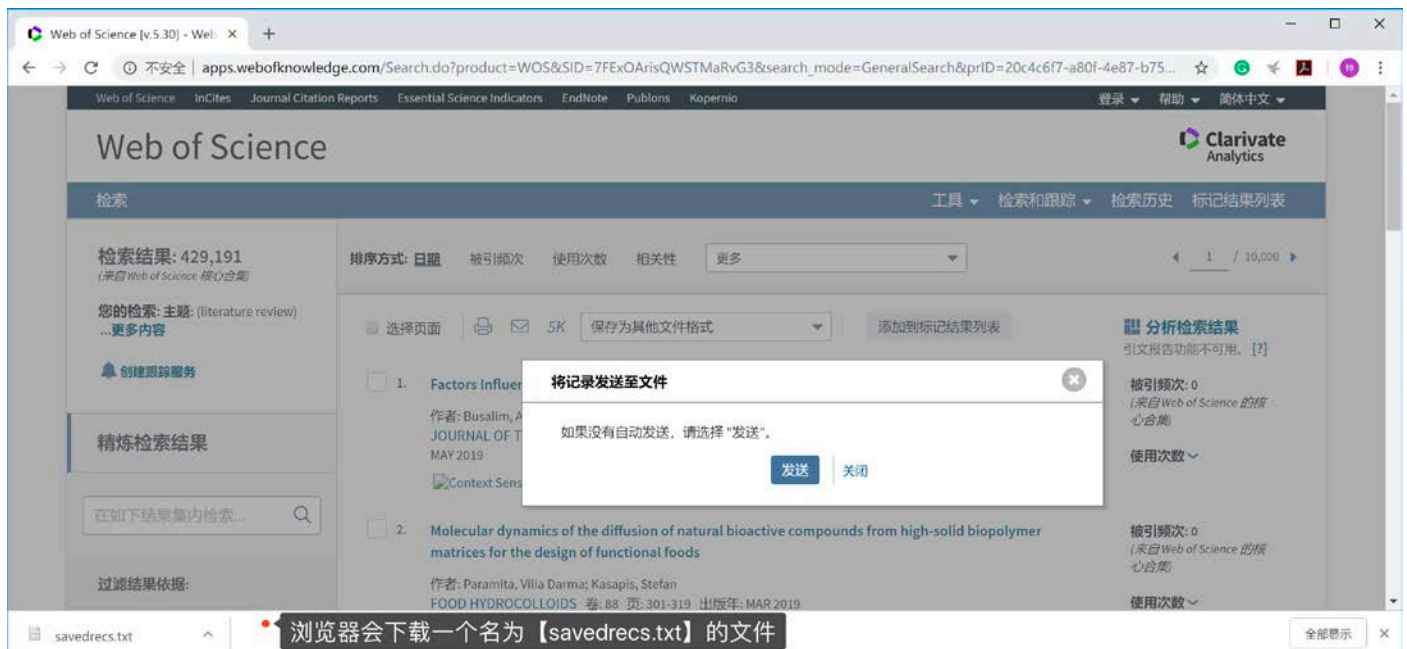 Web of Science [v.5.30] - Web
不安全 | apps.webofknowledge.com/Search.do?product=WOS&SID=7FExOArisQWSTMaRvG3&search_mode=GeneralSearch&prID=20c4c6f7-a80f-4e87-b75...
Web of Science InCites Journal Citation Reports Essential Science Indicators EndNote Publons Kopernio 登录 帮助 简体中文
Web of Science
Clarivate
Analytics
检索 工具 检索和跟踪 检索历史 标记结果列表
检索结果: 429,191
(来自 Web of Science 核心合集)
您的检索: 主题: (literature review)
...更多内容
创建跟踪服务
精炼检索结果
在如下结果集内检索...
过滤结果依据:
排序方式: 日期 被引频次 使用次数 相关性 更多
1 / 10,000
选择页面 5K 保存为其他文件格式 添加到标记结果列表
分析检索结果
引文报告功能不可用。 [?]
1. Factors Influen
作者: Busalim, A
JOURNAL OF T
MAY 2019
Context Sens
被引频次: 0
(来自 Web of Science 的核心合集)
使用次数
将记录发送至文件
如果没有自动发送，请选择 "发送"。
发送 关闭
2. Molecular dynamics of the diffusion of natural bioactive compounds from high-solid biopolymer
matrices for the design of functional foods
作者: Paramita, Vilia Darma; Kasapis, Stefan
FOOD HYDROCOLLOIDS 卷: 88 页: 301-319 出版年: MAR 2019
被引频次: 0
(来自 Web of Science 的核心合集)
使用次数
savedrecs.txt
浏览器会下载一个名为【savedrecs.txt】的文件
全部显示